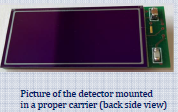 Picture of the detector mounted
in a proper carrier (back side view)